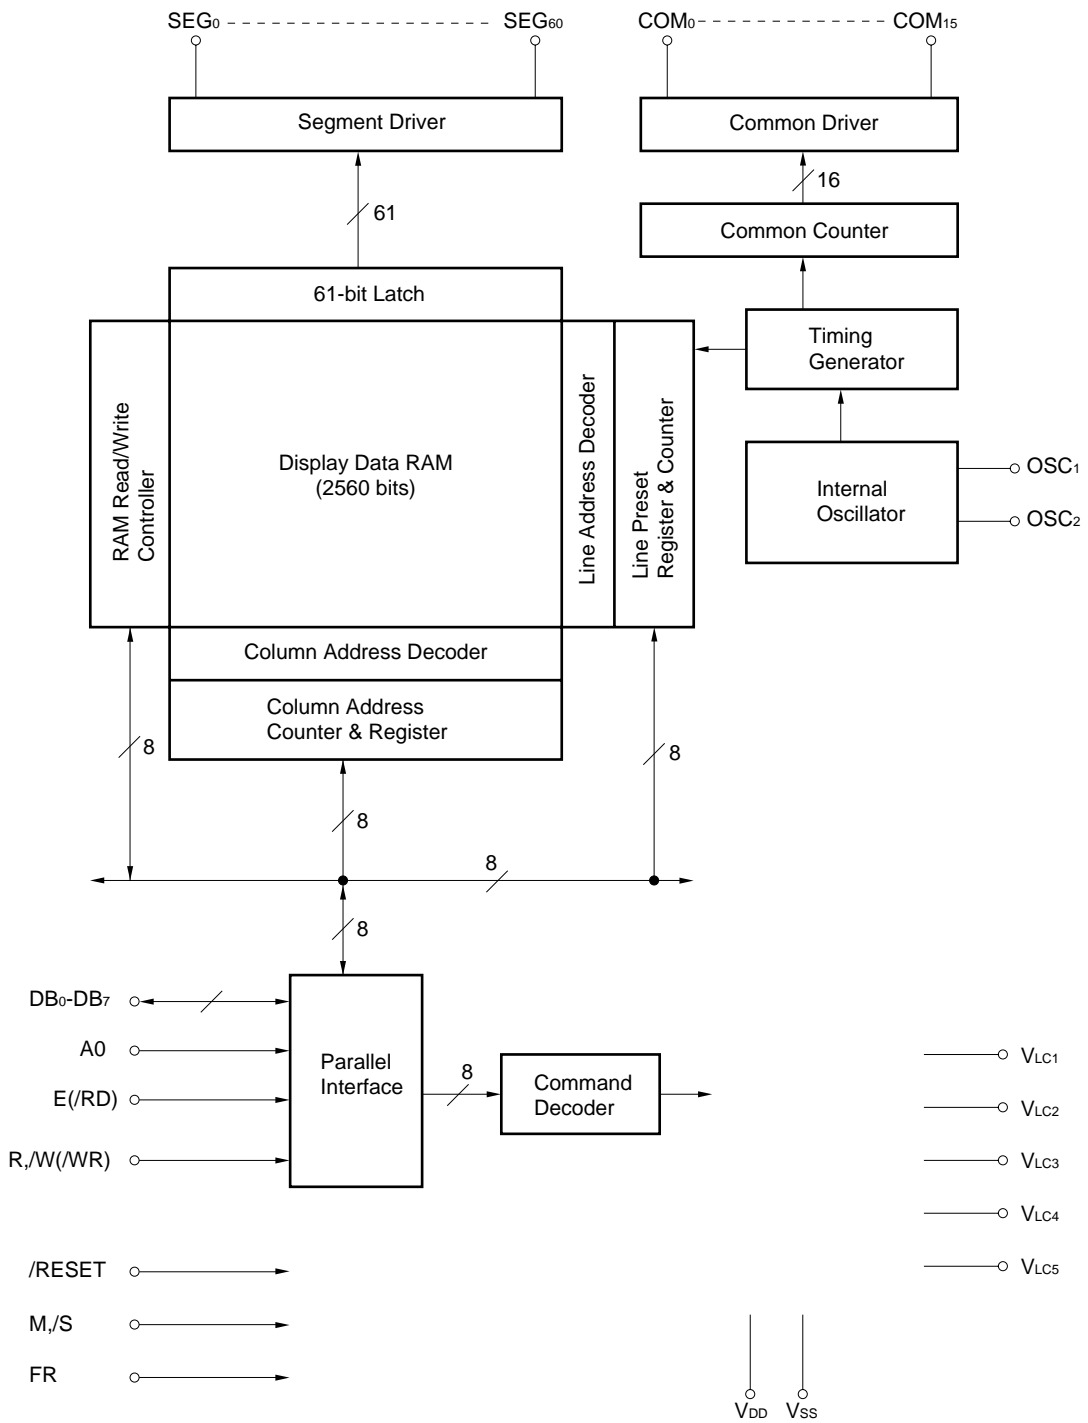 SEG0 SEG60 COM0 COM15
Segment Driver
Common Driver
16
61
Common Counter
61-bit Latch
Timing
Generator
RAM Read/Write
Controller
Display Data RAM
(2560 bits)
Line Address Decoder
Line Preset
Register & Counter
Internal
Oscillator
OSC1
OSC2
Column Address Decoder
Column Address
Counter & Register
8
8
8
8
8
DB0-DB7
A0
E(/RD)
R,/W(/WR)
Parallel
Interface
8
Command
Decoder
VLC1
VLC2
VLC3
VLC4
VLC5
/RESET
M,/S
FR
VDD VSS